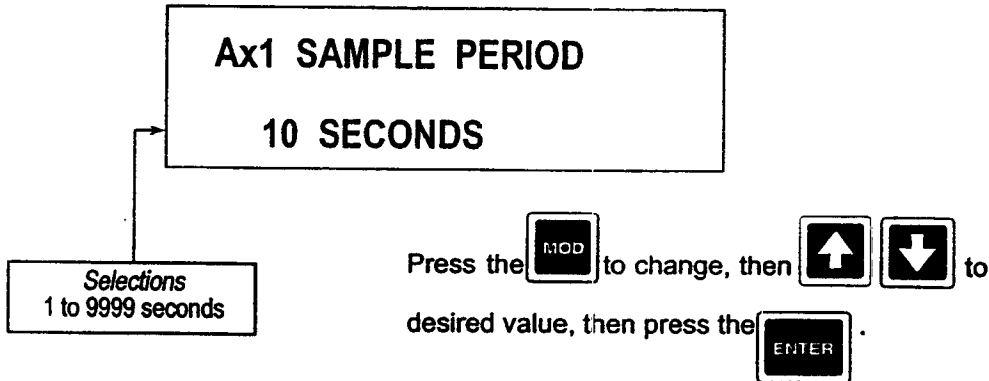 Ax1 SAMPLE PERIOD
10 SECONDS
Selections
1 to 9999 seconds
Press the MOD to change, then to
desired value, then press the ENTER .